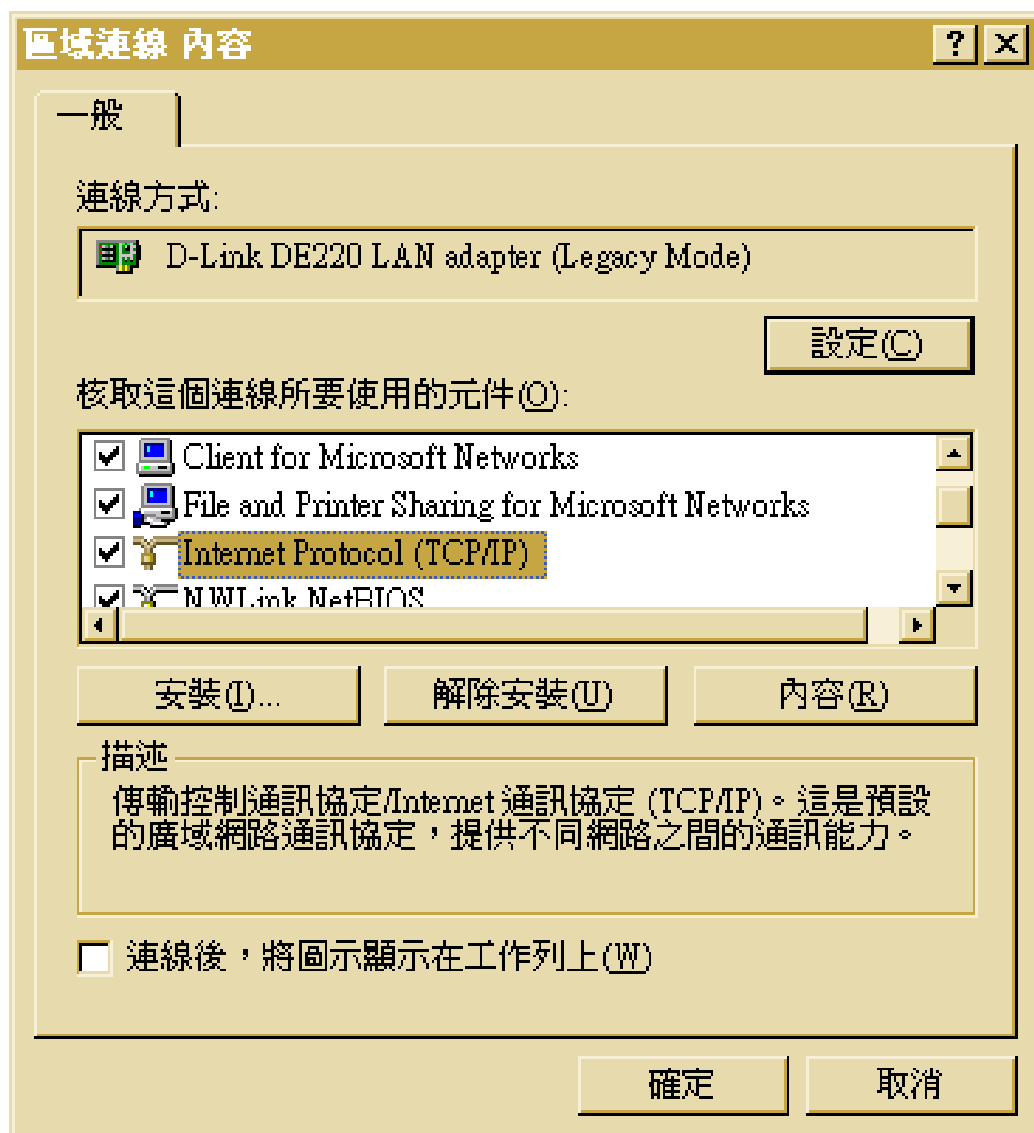 區域連線 內容
一般
連線方式:
D-Link DE220 LAN adapter (Legacy Mode)
設定(C)
核取這個連線所要使用的元件(O):
Client for Microsoft Networks
File and Printer Sharing for Microsoft Networks
Internet Protocol (TCP/IP)
NWLink NetBIOS
安裝(I)... 解除安裝(U) 內容(R)
描述
傳輸控制通訊協定/Internet 通訊協定 (TCP/IP)。這是預設
的廣域網路通訊協定，提供不同網路之間的通訊能力。
連線後，將圖示顯示在工作列上(W)
確定 取消